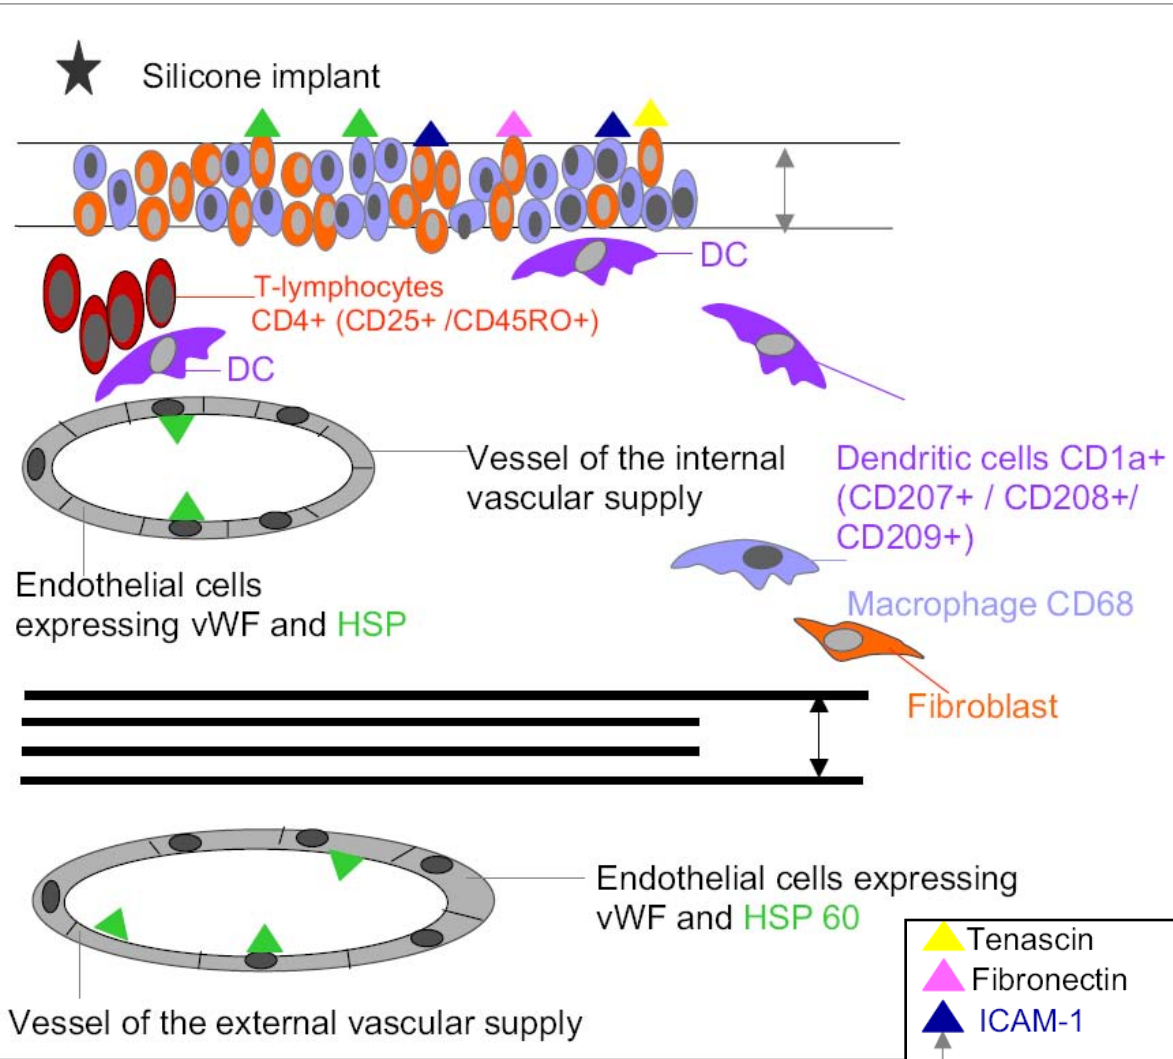 Silicone implant
DC
T-lymphocytes
CD4+ (CD25+ /CD45RO+)
DC
Vessel of the internal
vascular supply
Dendritic cells CD1a+
(CD207+ / CD208+/
CD209+)
Endothelial cells
expressing vWF and HSP
Macrophage CD68
Fibroblast
Endothelial cells expressing
vWF and HSP 60
Tenascin
Fibronectin
ICAM-1
Vessel of the external vascular supply